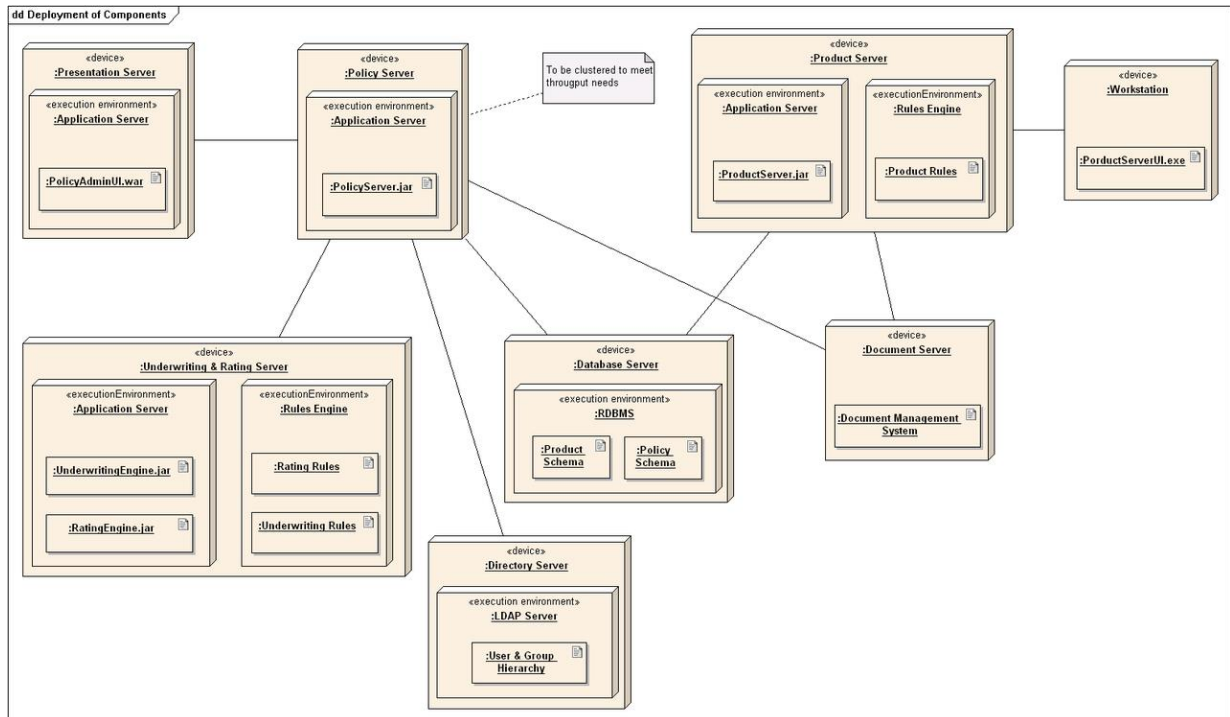 dd Deployment of Components
«device»
:Presentation Server
«execution environment»
:Application Server
:PolicyAdminUI.war
«device»
:Policy Server
«execution environment»
:Application Server
:PolicyServer.jar
To be clustered to meet
througput needs
«device»
:Product Server
«execution environment»
:Application Server
:ProductServer.jar
«executionEnvironment»
:Rules Engine
:Product Rules
«device»
:Workstation
:PorductServerUI.exe
«device»
:Underwriting & Rating Server
«executionEnvironment»
:Application Server
:UnderwritingEngine.jar
:RatingEngine.jar
«executionEnvironment»
:Rules Engine
:Rating Rules
:Underwriting Rules
«device»
:Database Server
«execution environment»
:RDBMS
:Product
Schema
:Policy
Schema
«device»
:Document Server
:Document Management
System
«device»
:Directory Server
«execution environment»
:LDAP Server
:User & Group
Hierarchy